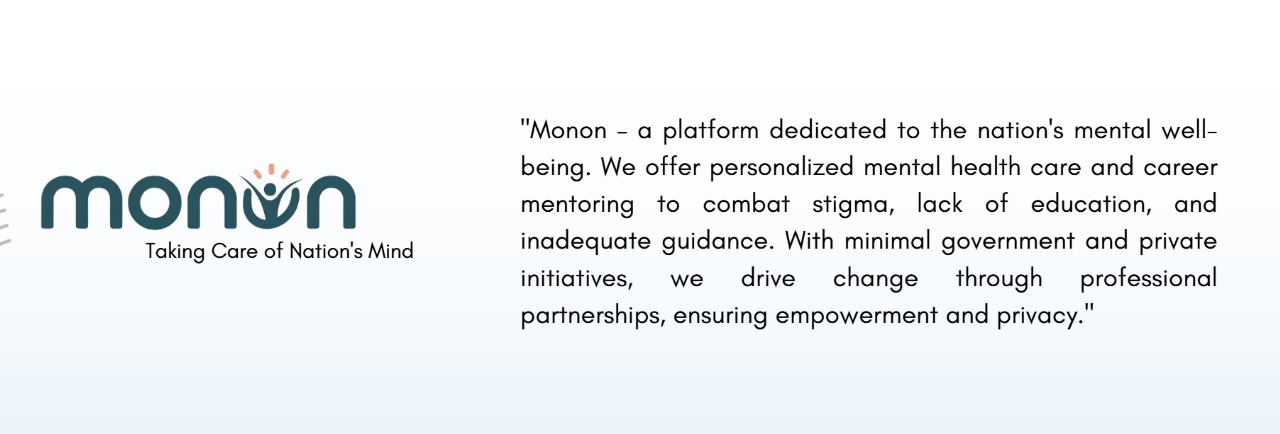 monon
Taking Care of Nation's Mind
"Monon – a platform dedicated to the nation's mental well-
being. We offer personalized mental health care and career
mentoring to combat stigma, lack of education, and
inadequate guidance. With minimal government and private
initiatives, we drive change through professional
partnerships, ensuring empowerment and privacy."